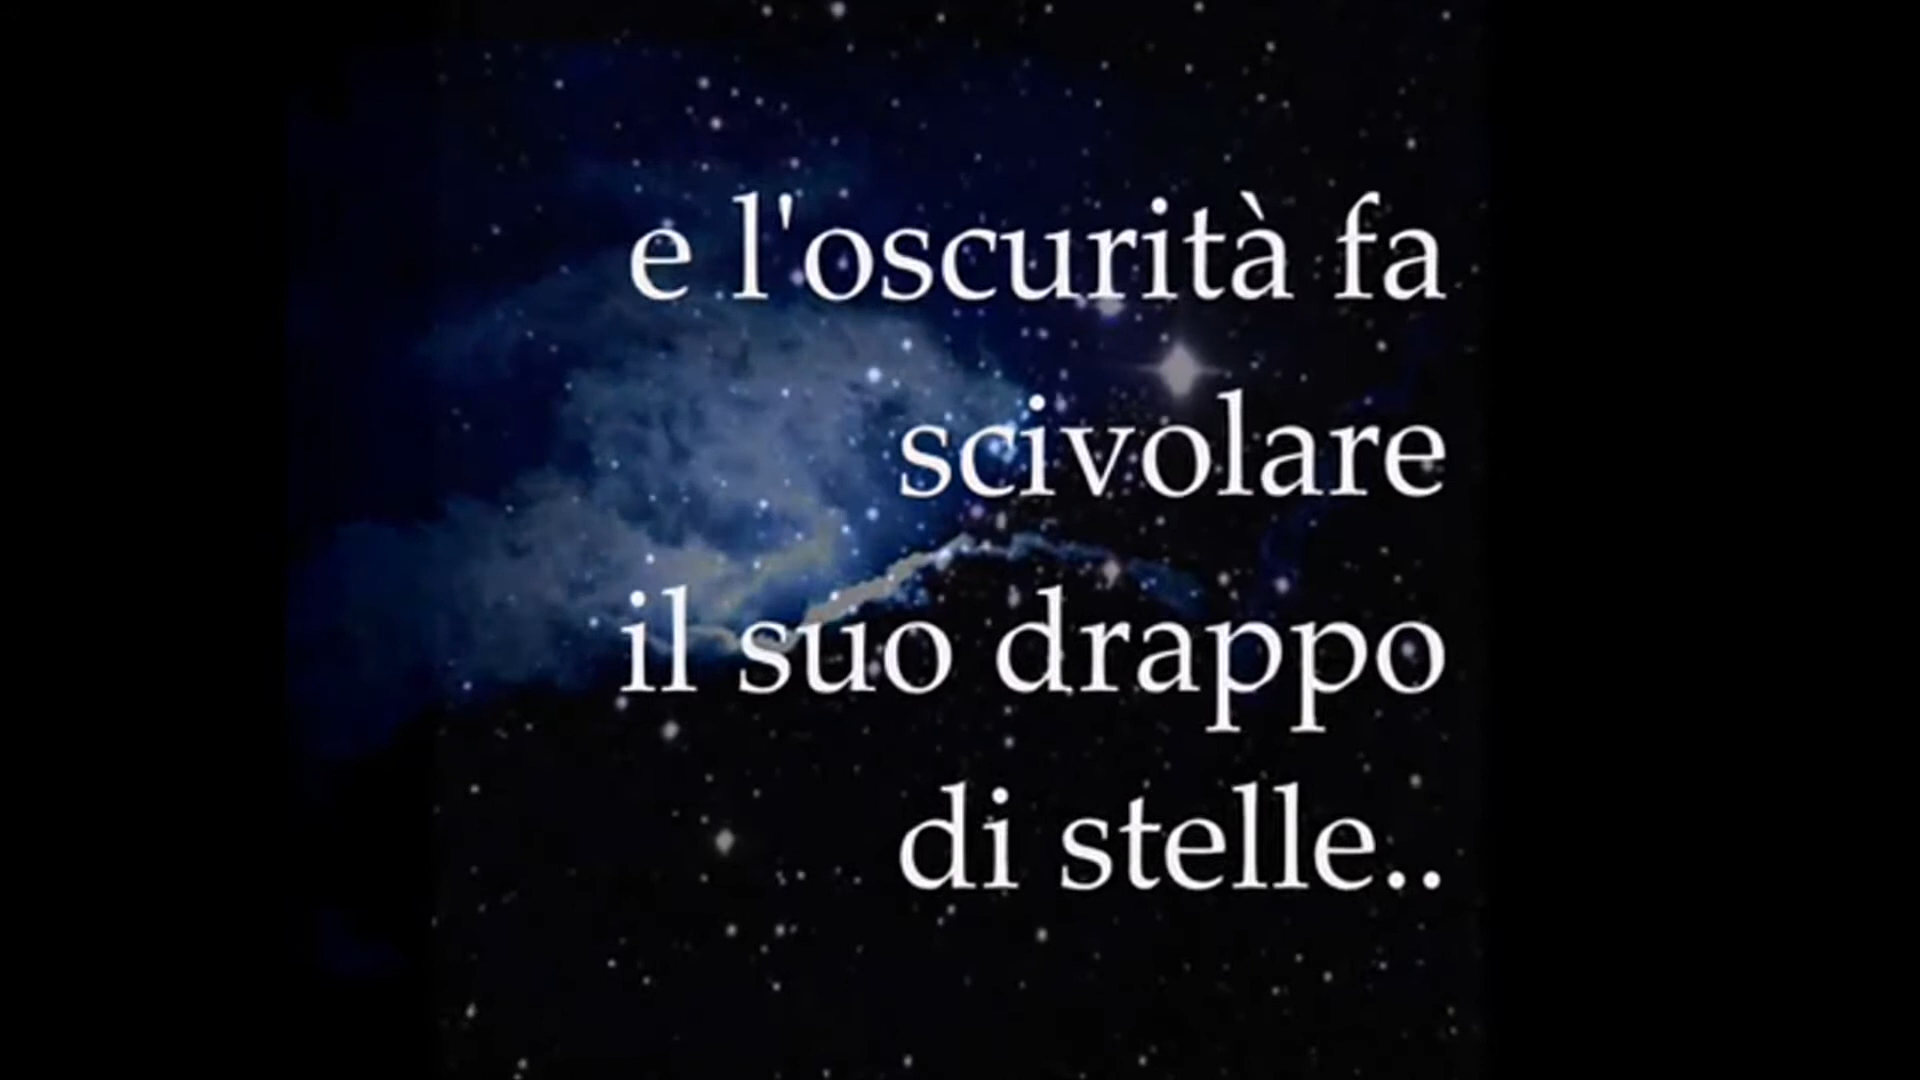 e l'oscurità fa
scivolare
il suo drappo
di stelle..